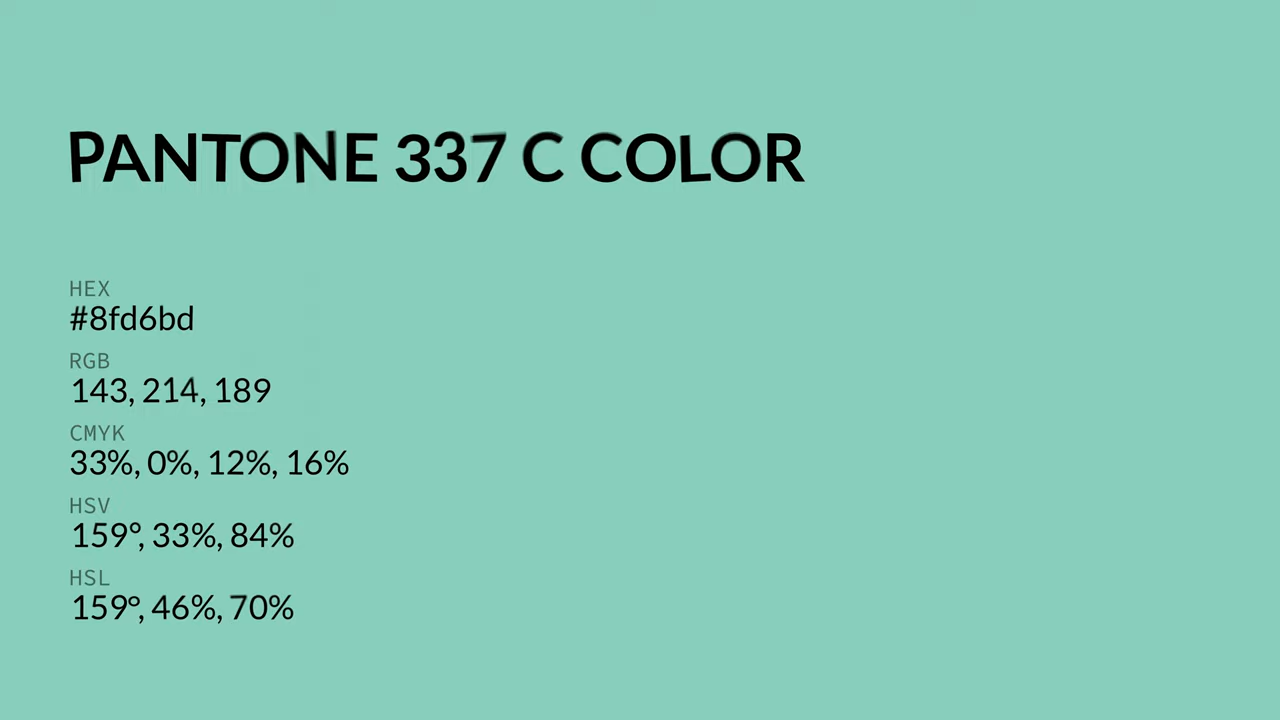 PANTONE 337 C COLOR
HEX
#8fd6bd
RGB
143, 214, 189
CMYK
33%, 0%, 12%, 16%
HSV
159°, 33%, 84%
HSL
159°, 46%, 70%